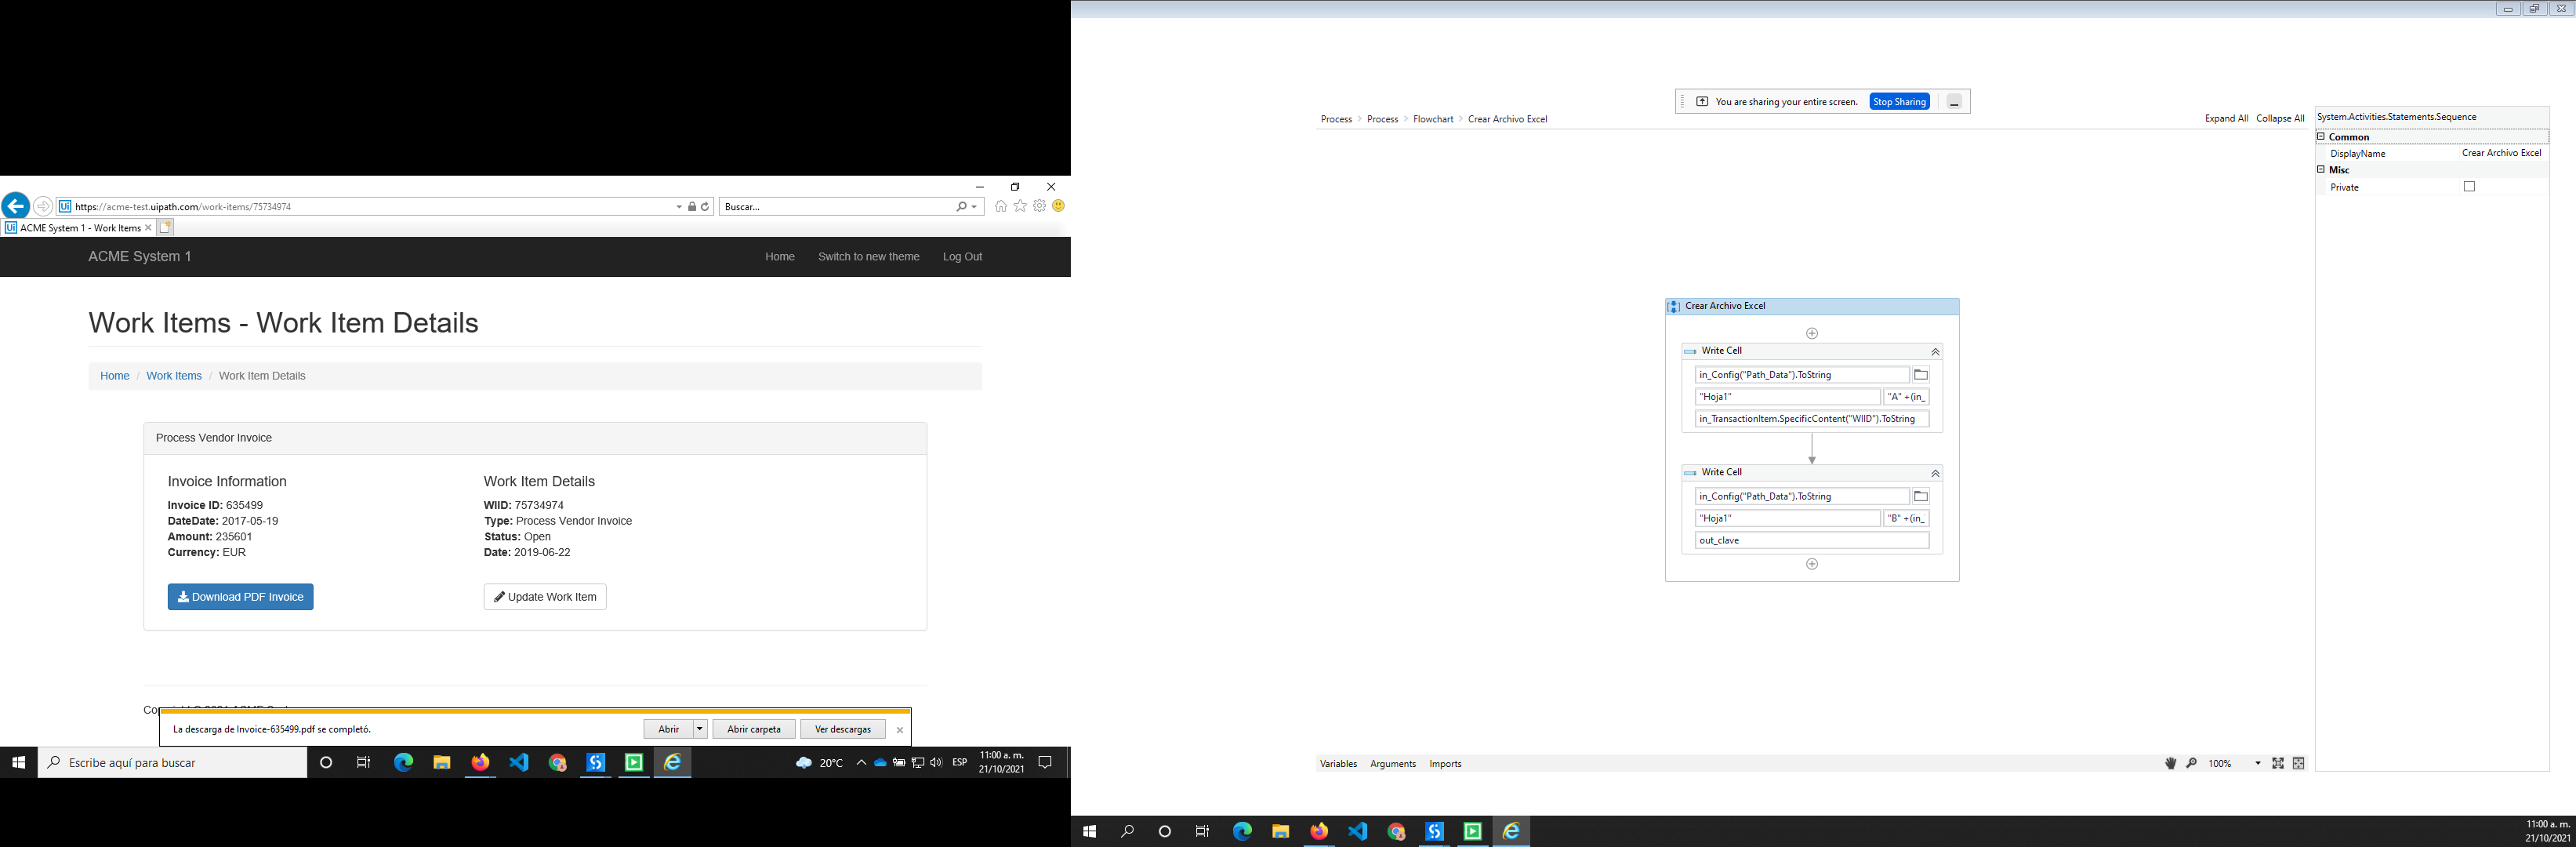 https://acme-test.uipath.com/work-items/75734974
Buscar...
ACME System 1 - Work Items
ACME System 1
Home
Switch to new theme
Log Out
Work Items - Work Item Details
Home / Work Items / Work Item Details
Process Vendor Invoice
Invoice Information
Invoice ID: 635499
DateDate: 2017-05-19
Amount: 235601
Currency: EUR
Download PDF Invoice
Work Item Details
WIID: 75734974
Type: Process Vendor Invoice
Status: Open
Date: 2019-06-22
Update Work Item
La descarga de Invoice-635499.pdf se completó.
Abrir
Abrir carpeta
Ver descargas
Escribe aquí para buscar
20°C
ESP
11:00 a. m.
21/10/2021
You are sharing your entire screen.
Stop Sharing
Process > Process > Flowchart > Crear Archivo Excel
Expand All
Collapse All
System.Activities.Statements.Sequence
Common
DisplayName
Crear Archivo Excel
Misc
Private
Crear Archivo Excel
Write Cell
in_Config("Path_Data").ToString
"Hoja1"
"A" +(in_
in_TransactionItem.SpecificContent("WIID").ToString
Write Cell
in_Config("Path_Data").ToString
"Hoja1"
"B" +(in_
out_clave
Variables
Arguments
Imports
100%
11:00 a. m.
21/10/2021